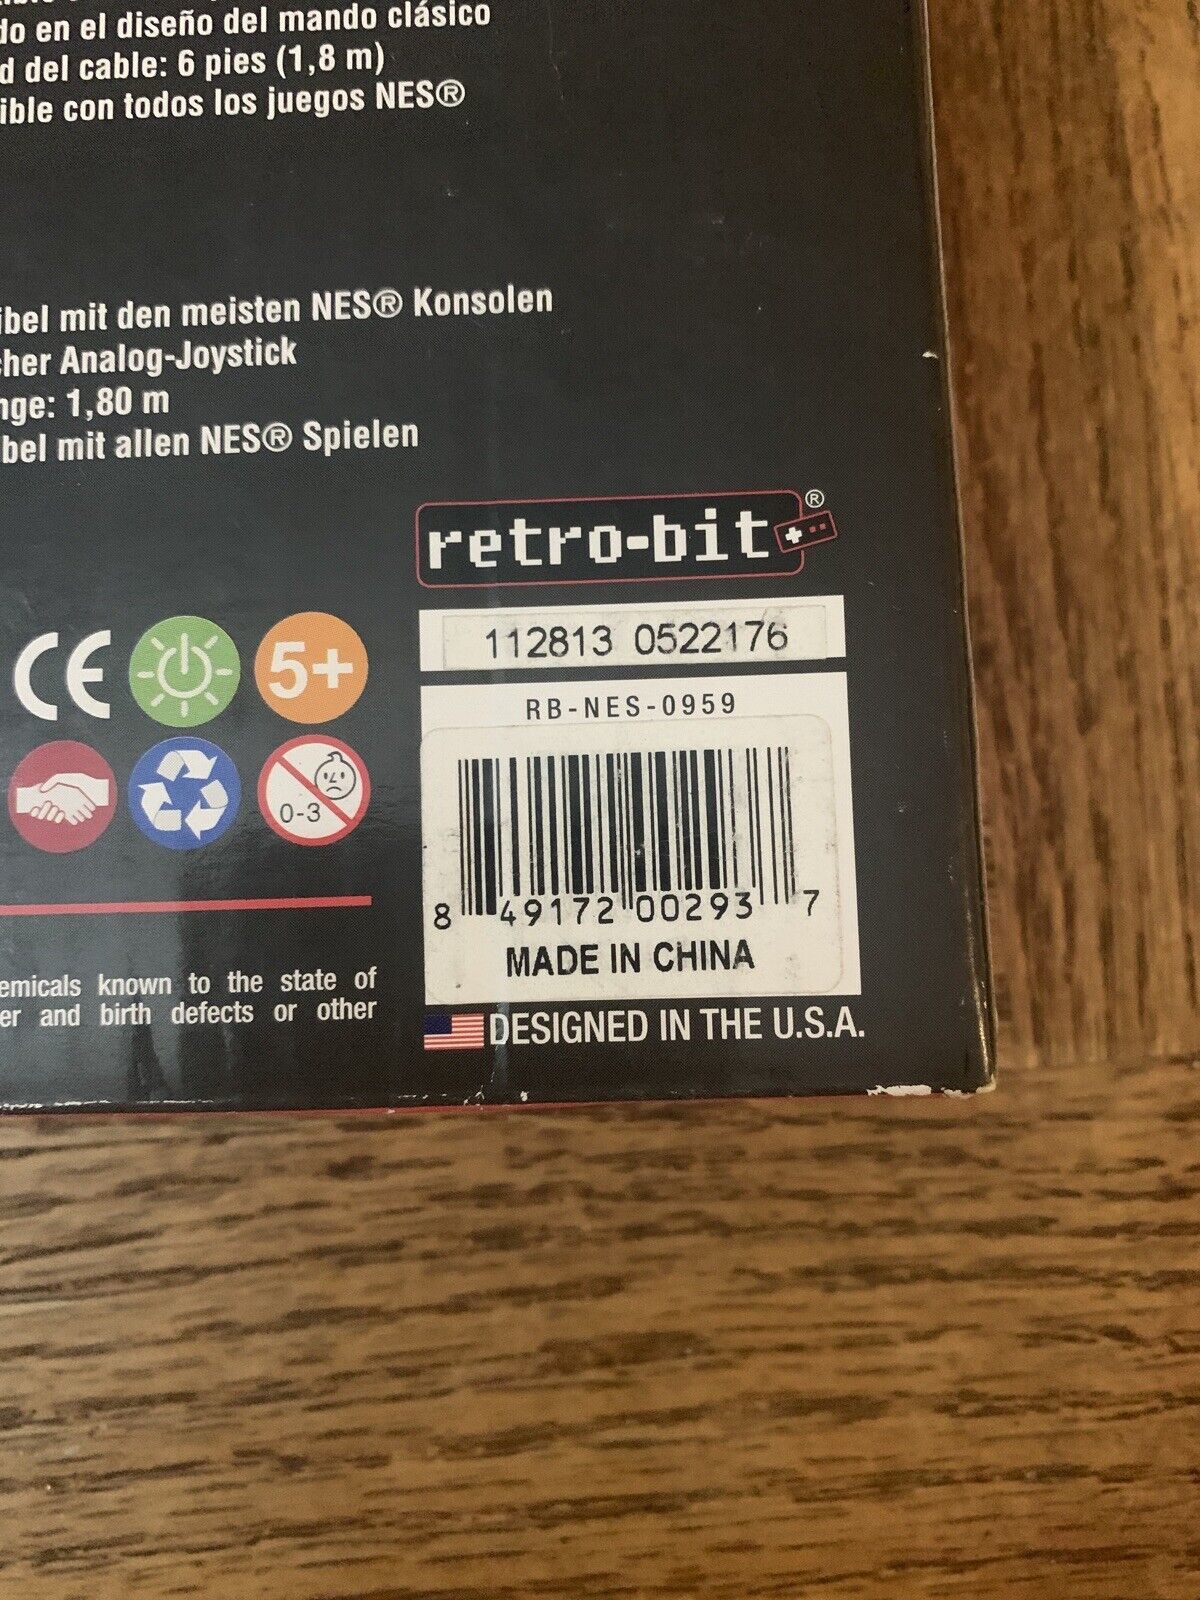 do en el diseño del mando clásico
d del cable: 6 pies (1,8 m)
ible con todos los juegos NES®
ibel mit den meisten NES® Konsolen
cher Analog-Joystick
nge: 1,80 m
bel mit allen NES® Spielen
retro-bit®
112813 0522176
CE
5+
RB-NES-0959
0-3
8 49172 00293 7
MADE IN CHINA
emicals known to the state of
er and birth defects or other
DESIGNED IN THE U.S.A.